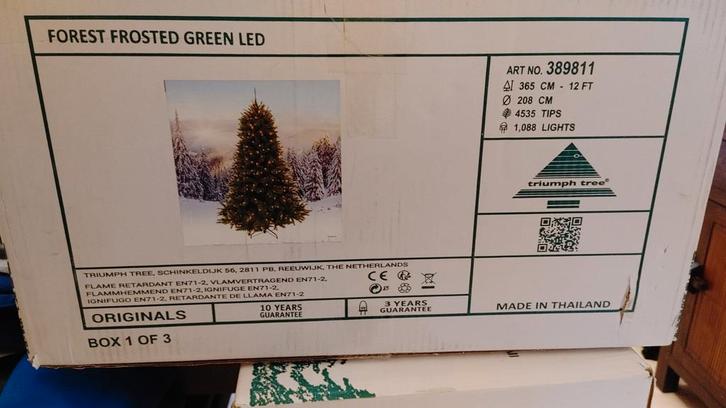 FOREST FROSTED GREEN LED
ART NO. 389811
365 CM - 12 FT
208 CM
4535 TIPS
1,088 LIGHTS
triumph tree®
TRIUMPH TREE, SCHINKELDIJK 56, 2811 PB, REEUWIJK, THE NETHERLANDS
FLAME RETARDANT EN71-2, VLAMVERTRAGEND EN71-2,
FLAMMHEMMEND EN71-2, IGNIFUGE EN71-2,
IGNIFUGO EN71-2, RETARDANTE DE LLAMA EN71-2
CE
ORIGINALS
10 YEARS
GUARANTEE
3 YEARS
GUARANTEE
MADE IN THAILAND
BOX 1 OF 3